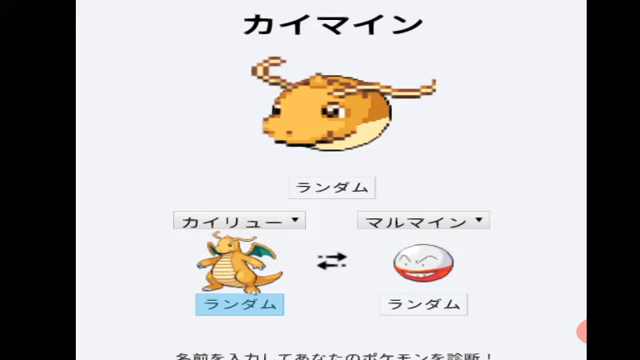 カイマイン
ランダム
カイリュー マルマイン
ランダム ランダム
名前を入力してあなたのポケモンを診断！